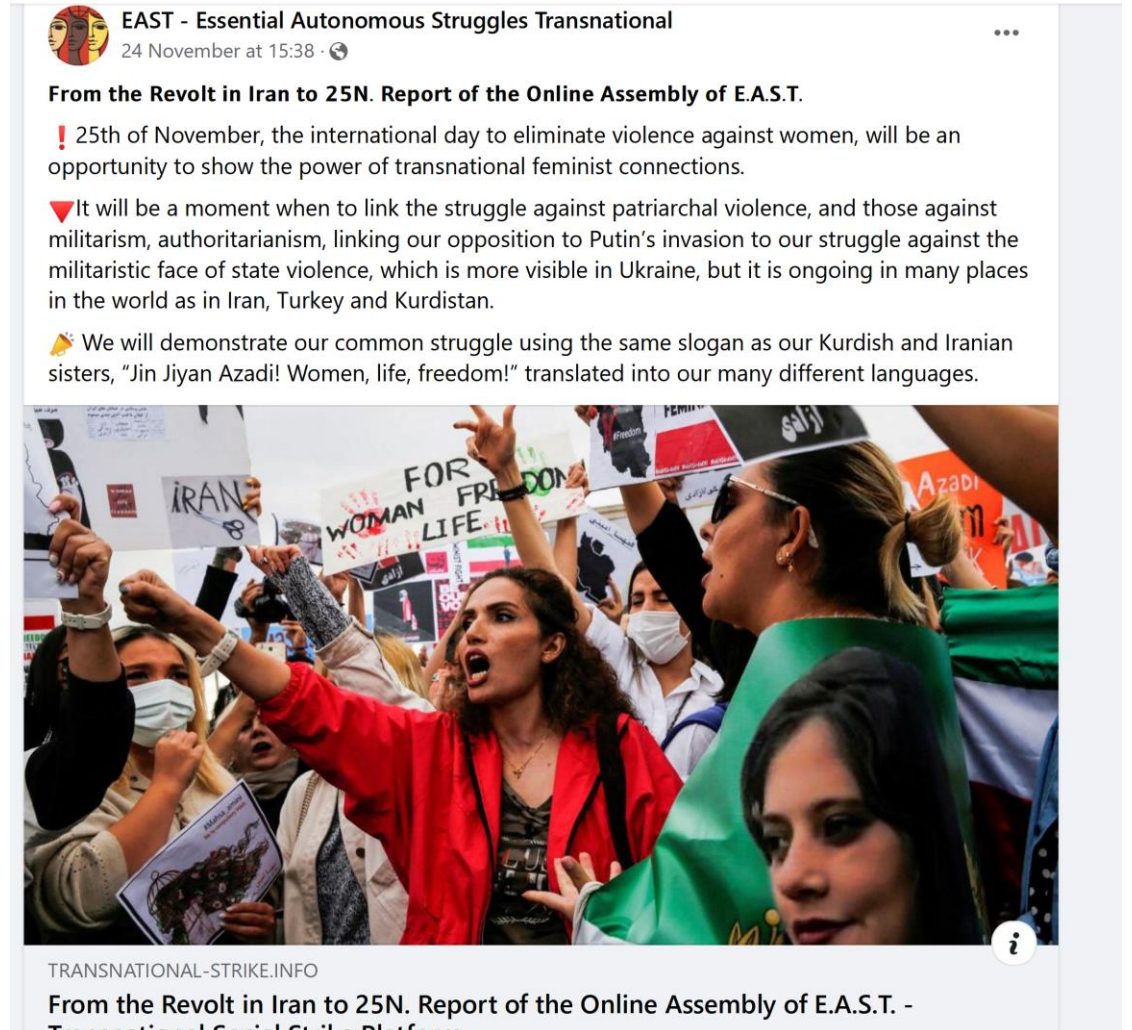 EAST - Essential Autonomous Struggles Transnational
24 November at 15:38 ·
From the Revolt in Iran to 25N. Report of the Online Assembly of E.A.S.T.
❗ 25th of November, the international day to eliminate violence against women, will be an
opportunity to show the power of transnational feminist connections.
🔻It will be a moment when to link the struggle against patriarchal violence, and those against
militarism, authoritarianism, linking our opposition to Putin’s invasion to our struggle against the
militaristic face of state violence, which is more visible in Ukraine, but it is ongoing in many places
in the world as in Iran, Turkey and Kurdistan.
📣 We will demonstrate our common struggle using the same slogan as our Kurdish and Iranian
sisters, “Jin Jiyan Azadi! Women, life, freedom!” translated into our many different languages.
#Freedom
آزادی
İRAN
FOR
WOMAN
LIFE
Azadi
#Mahsa_amini
TRANSNATIONAL-STRIKE.INFO
From the Revolt in Iran to 25N. Report of the Online Assembly of E.A.S.T. -